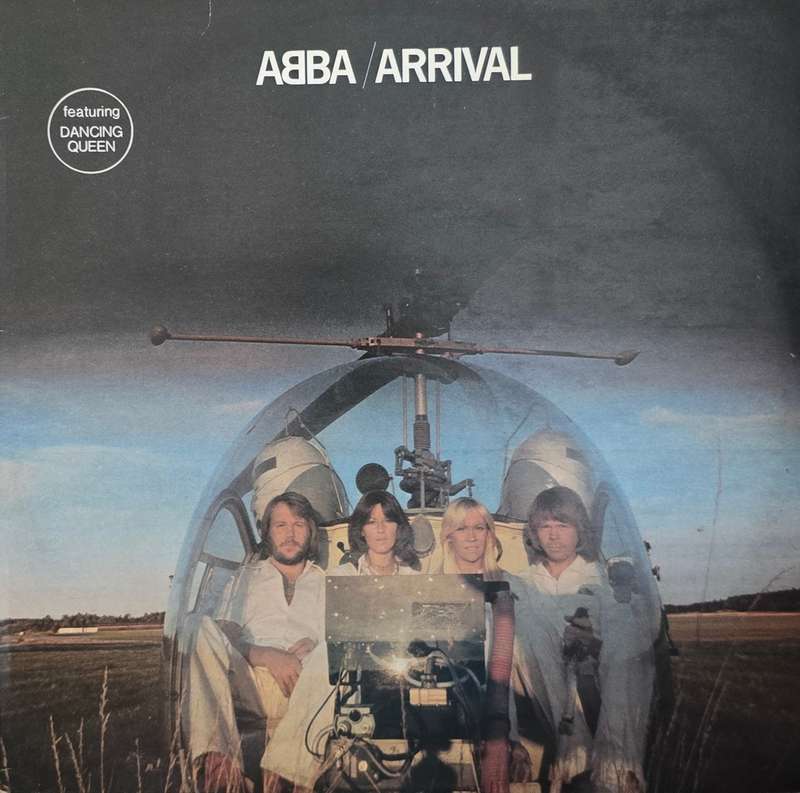 ABBA/ARRIVAL
featuring
DANCING
QUEEN